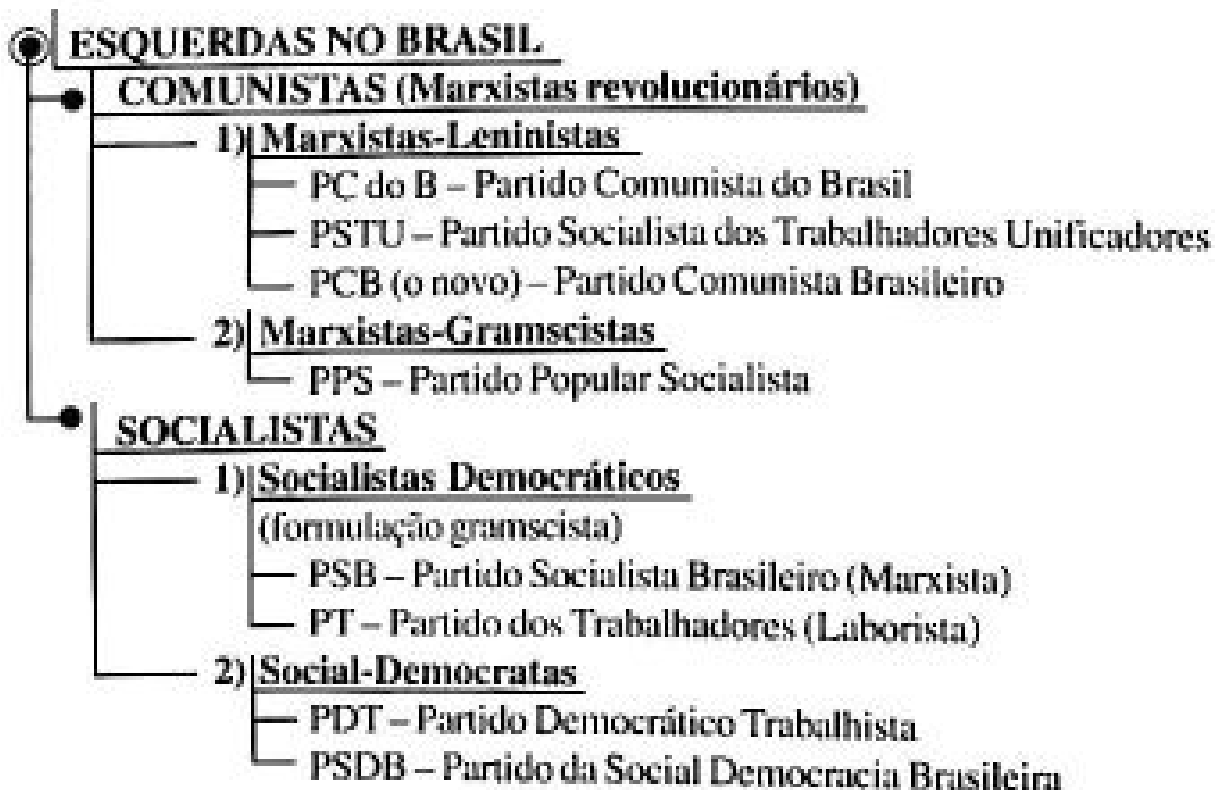 ESQUERDAS NO BRASIL
COMUNISTAS (Marxistas revolucionários)
1) Marxistas-Leninistas
PC do B – Partido Comunista do Brasil
PSTU – Partido Socialista dos Trabalhadores Unificadores
PCB (o novo) – Partido Comunista Brasileiro
2) Marxistas-Gramscistas
PPS – Partido Popular Socialista
SOCIALISTAS
1) Socialistas Democráticos
(formulação gramscista)
PSB – Partido Socialista Brasileiro (Marxista)
PT – Partido dos Trabalhadores (Laborista)
2) Social-Democratas
PDT – Partido Democrático Trabalhista
PSDB – Partido da Social Democracia Brasileira